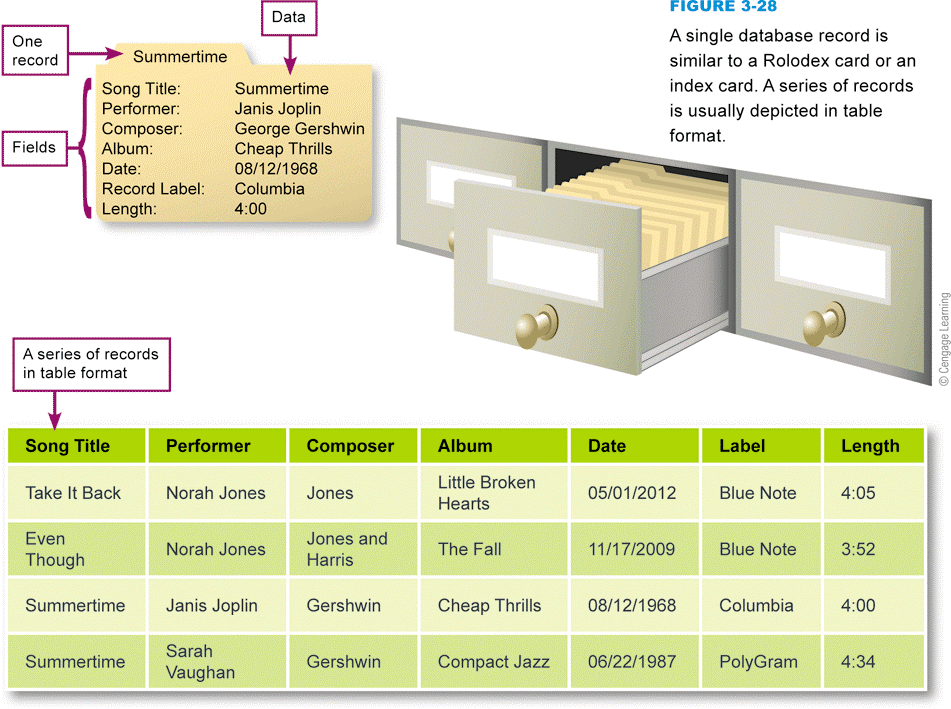 FIGURE 3-28
A single database record is
similar to a Rolodex card or an
index card. A series of records
is usually depicted in table
format.
Data
One
record
Summertime
Fields
Song Title: Summertime
Performer: Janis Joplin
Composer: George Gershwin
Album: Cheap Thrills
Date: 08/12/1968
Record Label: Columbia
Length: 4:00
© Cengage Learning
A series of records
in table format
Song Title Performer Composer Album Date Label Length
Take It Back Norah Jones Jones Little Broken Hearts 05/01/2012 Blue Note 4:05
Even Though Norah Jones Jones and Harris The Fall 11/17/2009 Blue Note 3:52
Summertime Janis Joplin Gershwin Cheap Thrills 08/12/1968 Columbia 4:00
Summertime Sarah Vaughan Gershwin Compact Jazz 06/22/1987 PolyGram 4:34